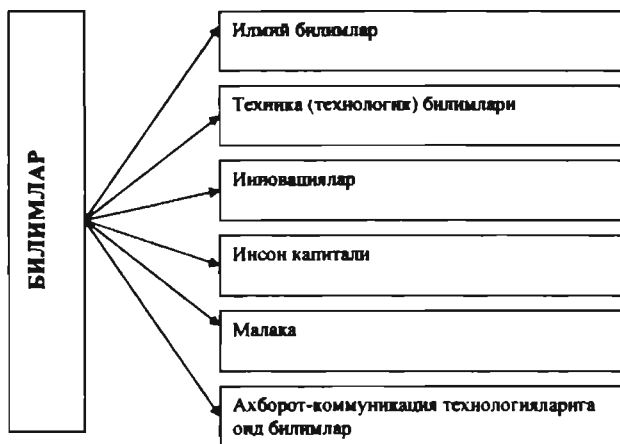 БИЛИМЛАР
Илмий билимлар
Техника (технологик) билимлари
Инновациялар
Инсон капитали
Малака
Ахборот-коммуникация технологияларига
оид билимлар